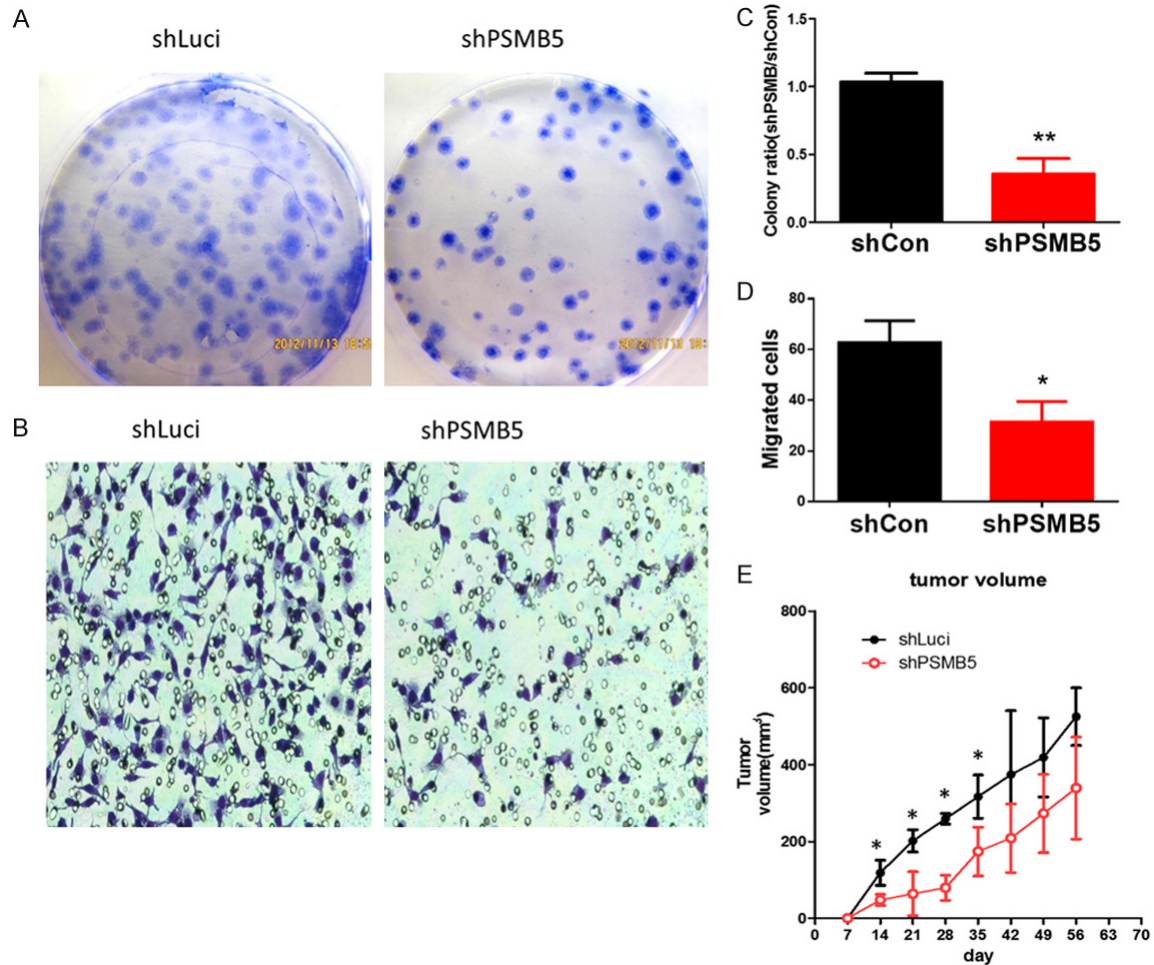 A
shLuci
shPSMB5
2012/11/13
2012/11/13
B
shLuci
shPSMB5
C
Colony ratio(shPSMB/shCon)
1.5
1.0
0.5
0.0
**
shCon
shPSMB5
D
Migrated cells
80
60
40
20
0
*
shCon
shPSMB5
E
tumor volume
Tumor
volume(mm³)
800
600
400
200
0
shLuci
shPSMB5
*
*
*
*
0 7 14 21 28 35 42 49 56 63 70
day